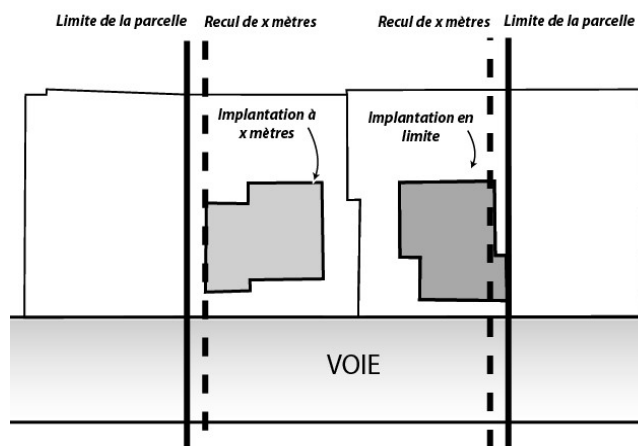 Limite de la parcelle Recul de x mètres Recul de x mètres Limite de la parcelle
Implantation à
x mètres
Implantation en
limite
VOIE